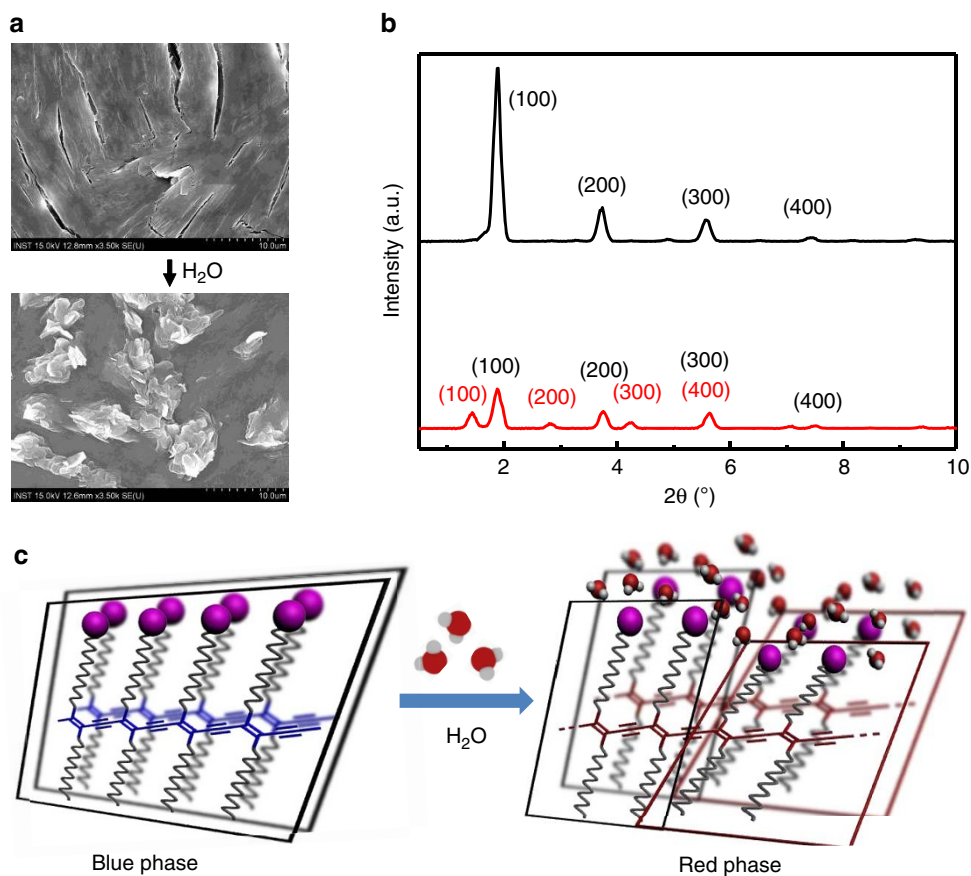 a
INST 15.0kV 12.8mm x3.50k SE(U) 10.0um
H₂O
INST 15.0kV 12.6mm x3.50k SE(U) 10.0um
b
(100)
(200)
(300)
(400)
(100)
(100)
(200)
(200)
(300)
(300)
(400)
(400)
2 4 6 8 10
2θ (°)
Intensity (a.u.)
c
H₂O
Blue phase
Red phase